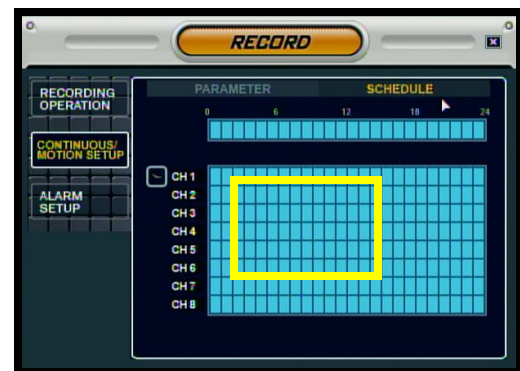 RECORD
RECORDING
OPERATION
CONTINUOUS/
MOTION SETUP
ALARM
SETUP
PARAMETER
SCHEDULE
0 6 12 18 24
CH 1
CH 2
CH 3
CH 4
CH 5
CH 6
CH 7
CH 8